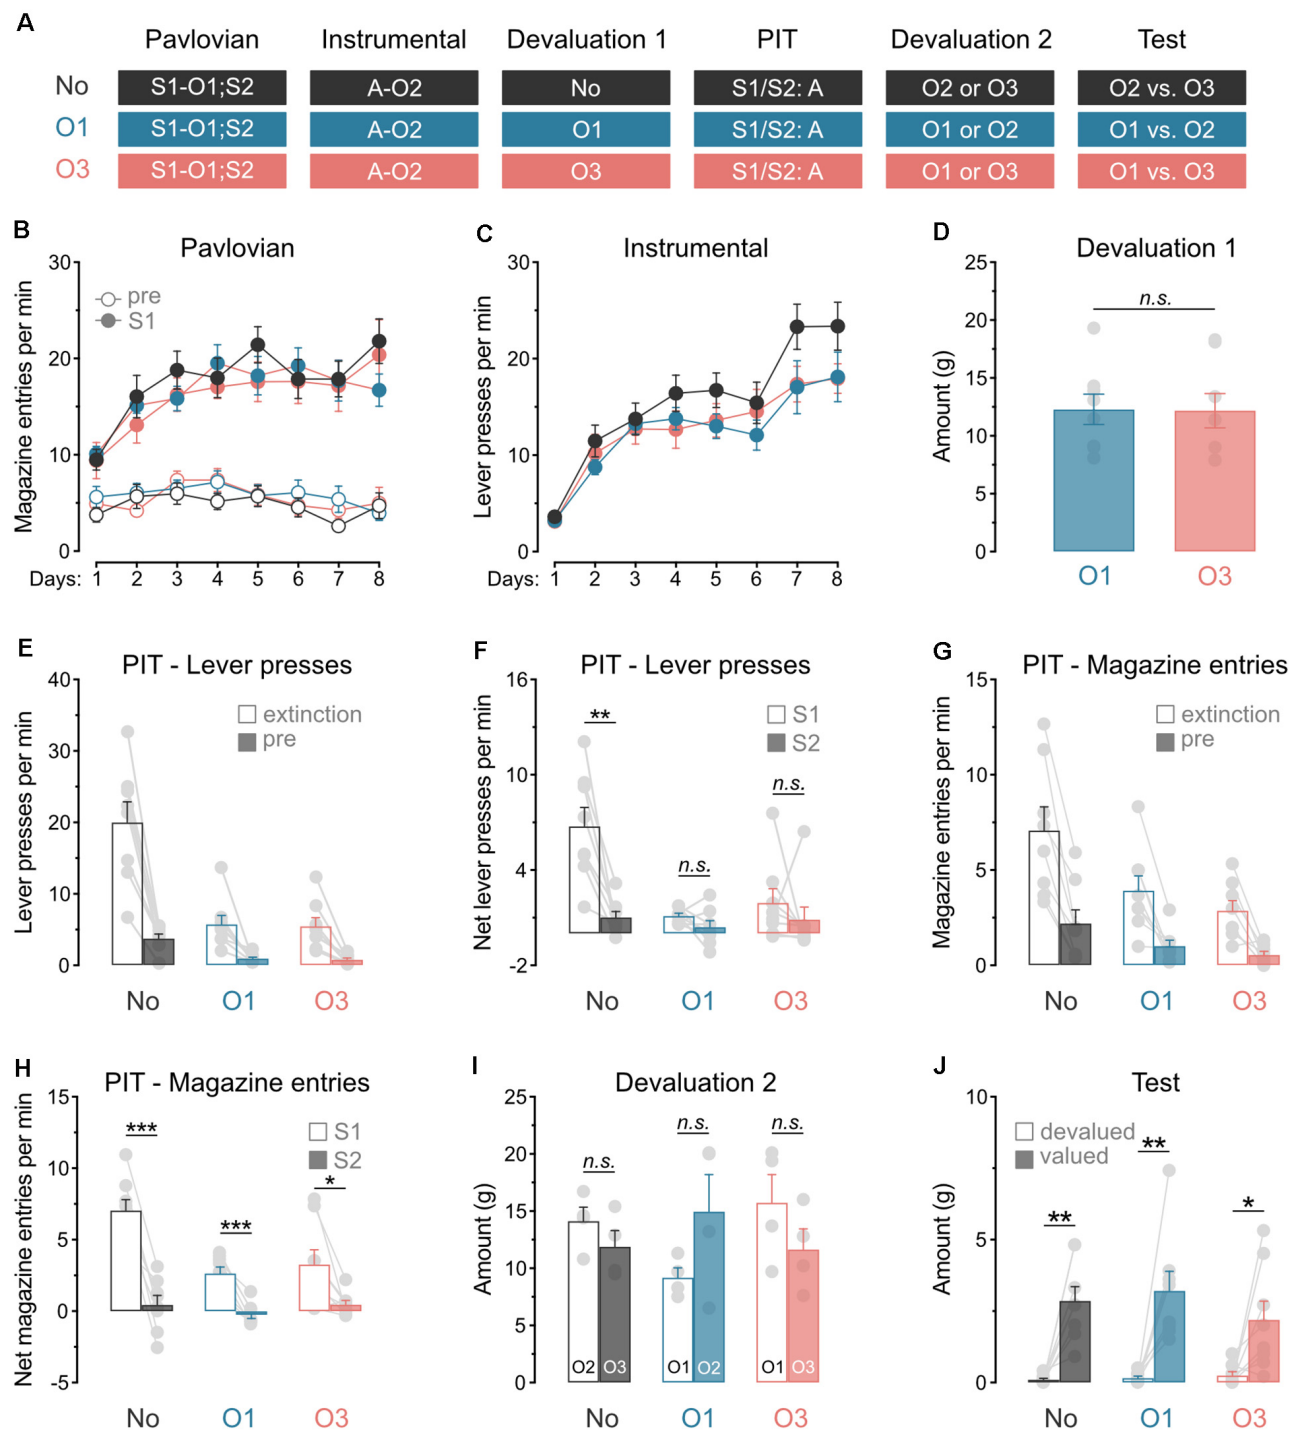 A
Pavlovian Instrumental Devaluation 1 PIT Devaluation 2 Test
No S1-O1;S2 A-O2 No S1/S2: A O2 or O3 O2 vs. O3
O1 S1-O1;S2 A-O2 O1 S1/S2: A O1 or O2 O1 vs. O2
O3 S1-O1;S2 A-O2 O3 S1/S2: A O1 or O3 O1 vs. O3
B
Pavlovian
Magazine entries per min
30
20
10
0
pre
S1
Days: 1 2 3 4 5 6 7 8
C
Instrumental
Lever presses per min
30
20
10
0
Days: 1 2 3 4 5 6 7 8
D
Devaluation 1
Amount (g)
25
20
15
10
5
0
n.s.
O1 O3
E
PIT - Lever presses
Lever presses per min
40
30
20
10
0
extinction
pre
No O1 O3
F
PIT - Lever presses
Net lever presses per min
16
10
4
-2
S1
S2
**
n.s.
n.s.
No O1 O3
G
PIT - Magazine entries
Magazine entries per min
15
10
5
0
extinction
pre
No O1 O3
H
PIT - Magazine entries
Net magazine entries per min
15
10
5
0
-5
S1
S2
***
***
*
No O1 O3
I
Devaluation 2
Amount (g)
25
20
15
10
5
0
n.s.
n.s.
n.s.
O2 O3 O1 O2 O1 O3
No O1 O3
J
Test
Amount (g)
10
5
0
devalued
valued
**
**
*
No O1 O3